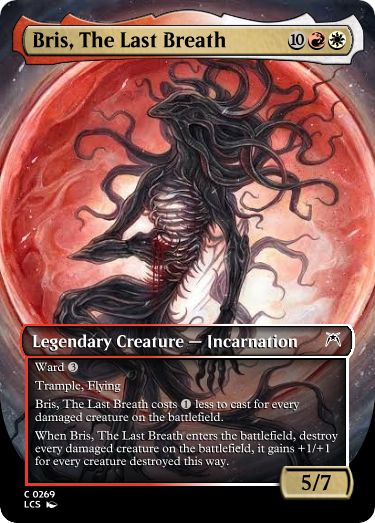 Bris, The Last Breath 10
Legendary Creature — Incarnation
Ward 3
Trample, Flying
Bris, The Last Breath costs 1 less to cast for every
damaged creature on the battlefield.
When Bris, The Last Breath enters the battlefield, destroy
every damaged creature on the battlefield, it gains +1/+1
for every creature destroyed this way.
5/7
C 0269
LCS